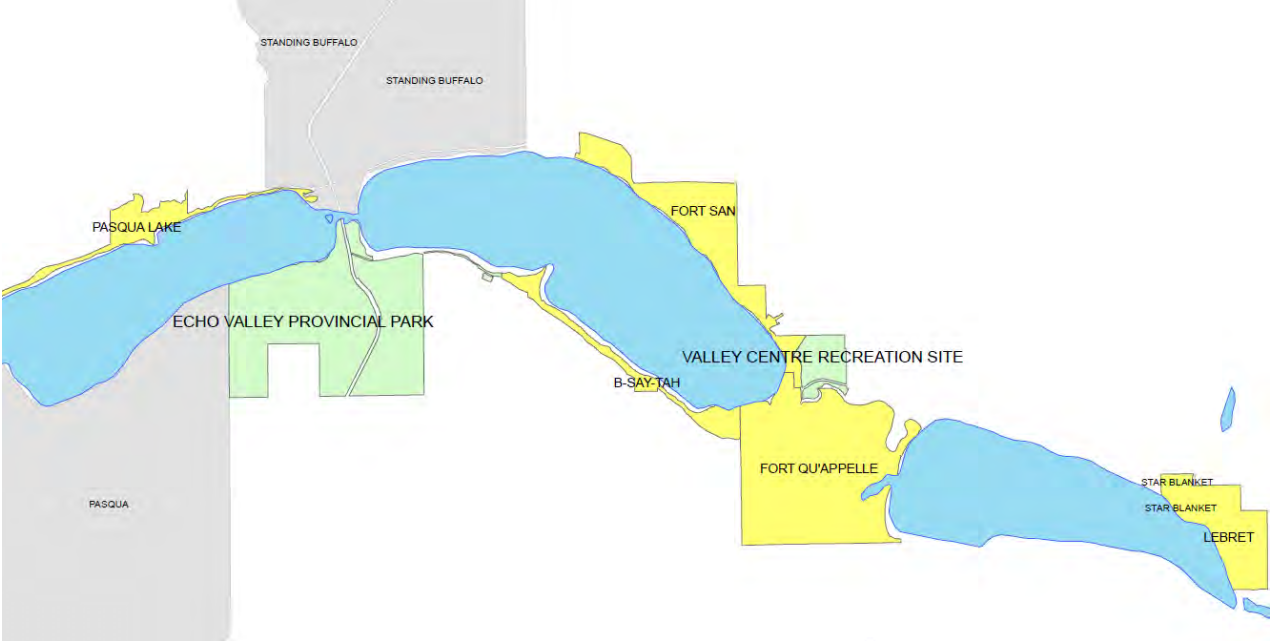 STANDING BUFFALO
STANDING BUFFALO
FORT SAN
PASQUA LAKE
ECHO VALLEY PROVINCIAL PARK
VALLEY CENTRE RECREATION SITE
B-SAY-TAH
FORT QU'APPELLE
STAR BLANKET
PASQUA
STAR BLANKET
LEBRET